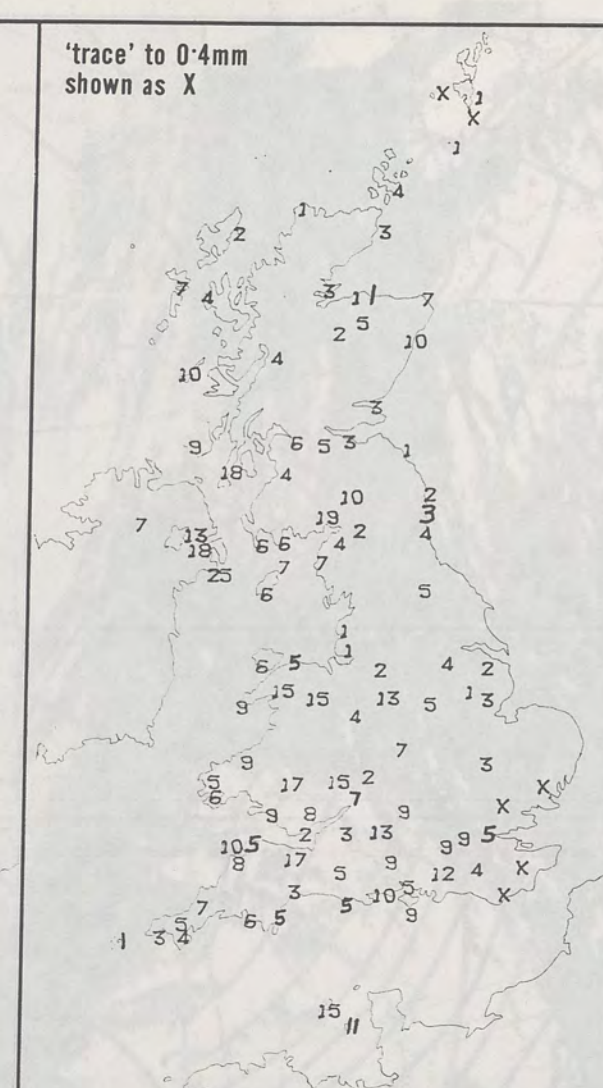 'trace' to 0·4mm
shown as X
X 1
X
1
4
1
2 3
7 4 3 1 1 7
5
2 10
4
10
3
9 6 5 3 1
18 4
10 2
7 19 3
13 2 4
18 6 6 4
25 7 7
6 5
1
1
6 5 2 4 2
15 15 13 5 1 3
9 4
7
9 3
5 17 15 2 X
6 7 X
9 8 9
2 3 13 9 5
10 5 9
8 17 9 X
5 12 4
3 10 5 X
7 5 9
5 6 5
1 3 4
15
11